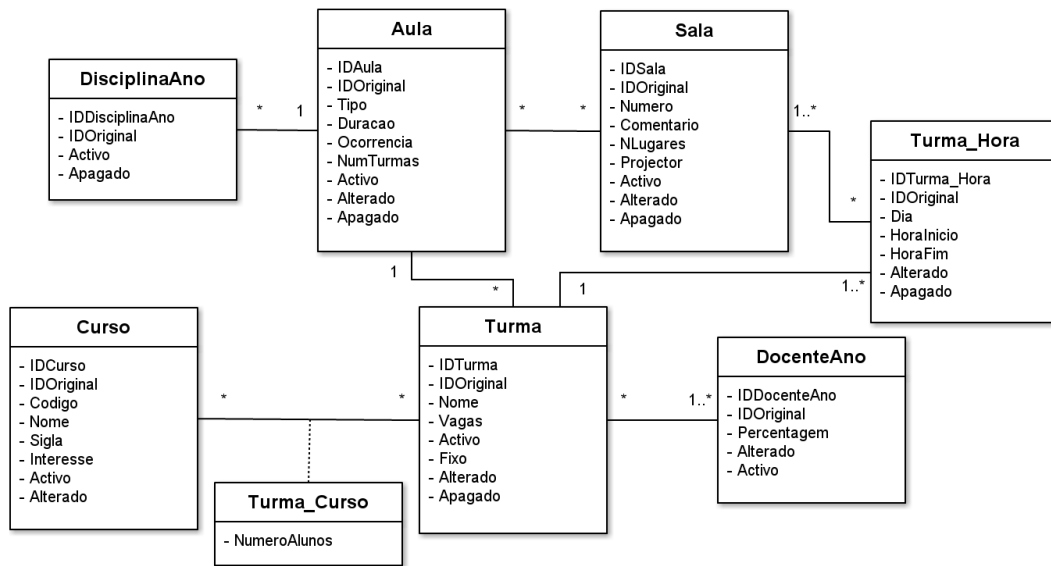 Aula
- IDAula
- IDOriginal
- Tipo
- Duracao
- Ocorrencia
- NumTurmas
- Activo
- Alterado
- Apagado
Sala
- IDSala
- IDOriginal
- Numero
- Comentario
- NLugares
- Projector
- Activo
- Alterado
- Apagado
DisciplinaAno
- IDDisciplinaAno
- IDOriginal
- Activo
- Apagado
* 1
* *
1..*
*
Turma_Hora
- IDTurma_Hora
- IDOriginal
- Dia
- HoraInicio
- HoraFim
- Alterado
- Apagado
1
*
1
1..*
Curso
- IDCurso
- IDOriginal
- Codigo
- Nome
- Sigla
- Interesse
- Activo
- Alterado
* *
Turma
- IDTurma
- IDOriginal
- Nome
- Vagas
- Activo
- Fixo
- Alterado
- Apagado
* 1..*
DocenteAno
- IDDocenteAno
- IDOriginal
- Percentagem
- Alterado
- Activo
Turma_Curso
- NumeroAlunos